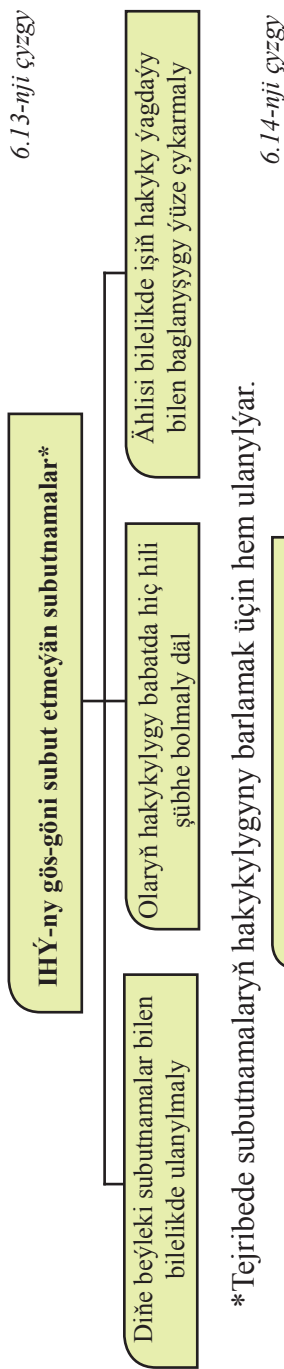 6.13-nji çyzgy
IHÝ-ny gös-göni subut etmeýän subutnamalar*
Diňe beýleki subutnamalar bilen
bilelikde ulanylmaly
Olaryň hakykylygy babatda hiç hili
şübhe bolmaly däl
Ählisi bilelikde işiň hakyky ýagdaýy
bilen baglanyşygy ýüze çykarmaly
*Tejribede subutnamalaryň hakykylygyny barlamak üçin hem ulanylýar.
6.14-nji çyzgy